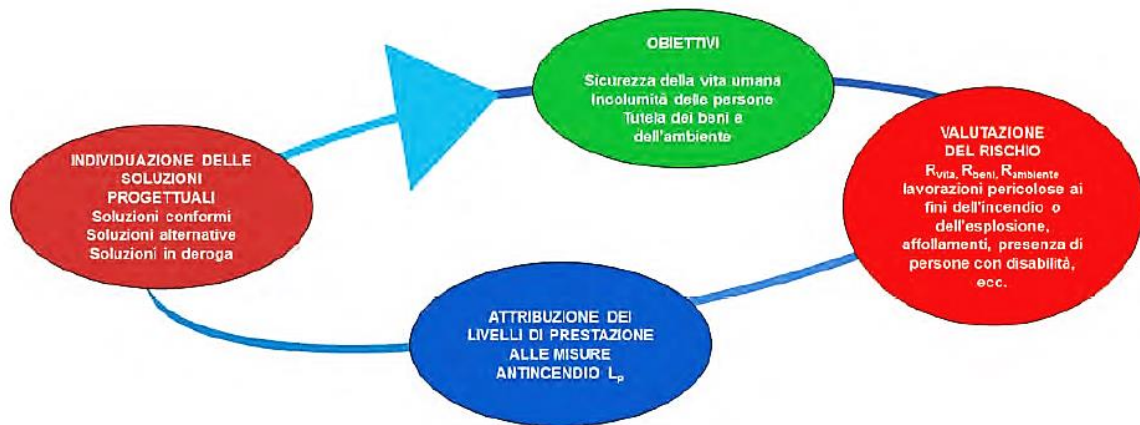 OBIETTIVI
Sicurezza della vita umana
Incolumità delle persone
Tutela dei beni e
dell'ambiente
VALUTAZIONE
DEL RISCHIO
Rvita, Rbeni, Rambiente
lavorazioni pericolose ai
fini dell'incendio o
dell'esplosione,
affollamenti, presenza di
persone con disabilità,
ecc.
ATTRIBUZIONE DEI
LIVELLI DI PRESTAZIONE
ALLE MISURE
ANTINCENDIO Lp
INDIVIDUAZIONE DELLE
SOLUZIONI
PROGETTUALI
Soluzioni conformi
Soluzioni alternative
Soluzioni in deroga